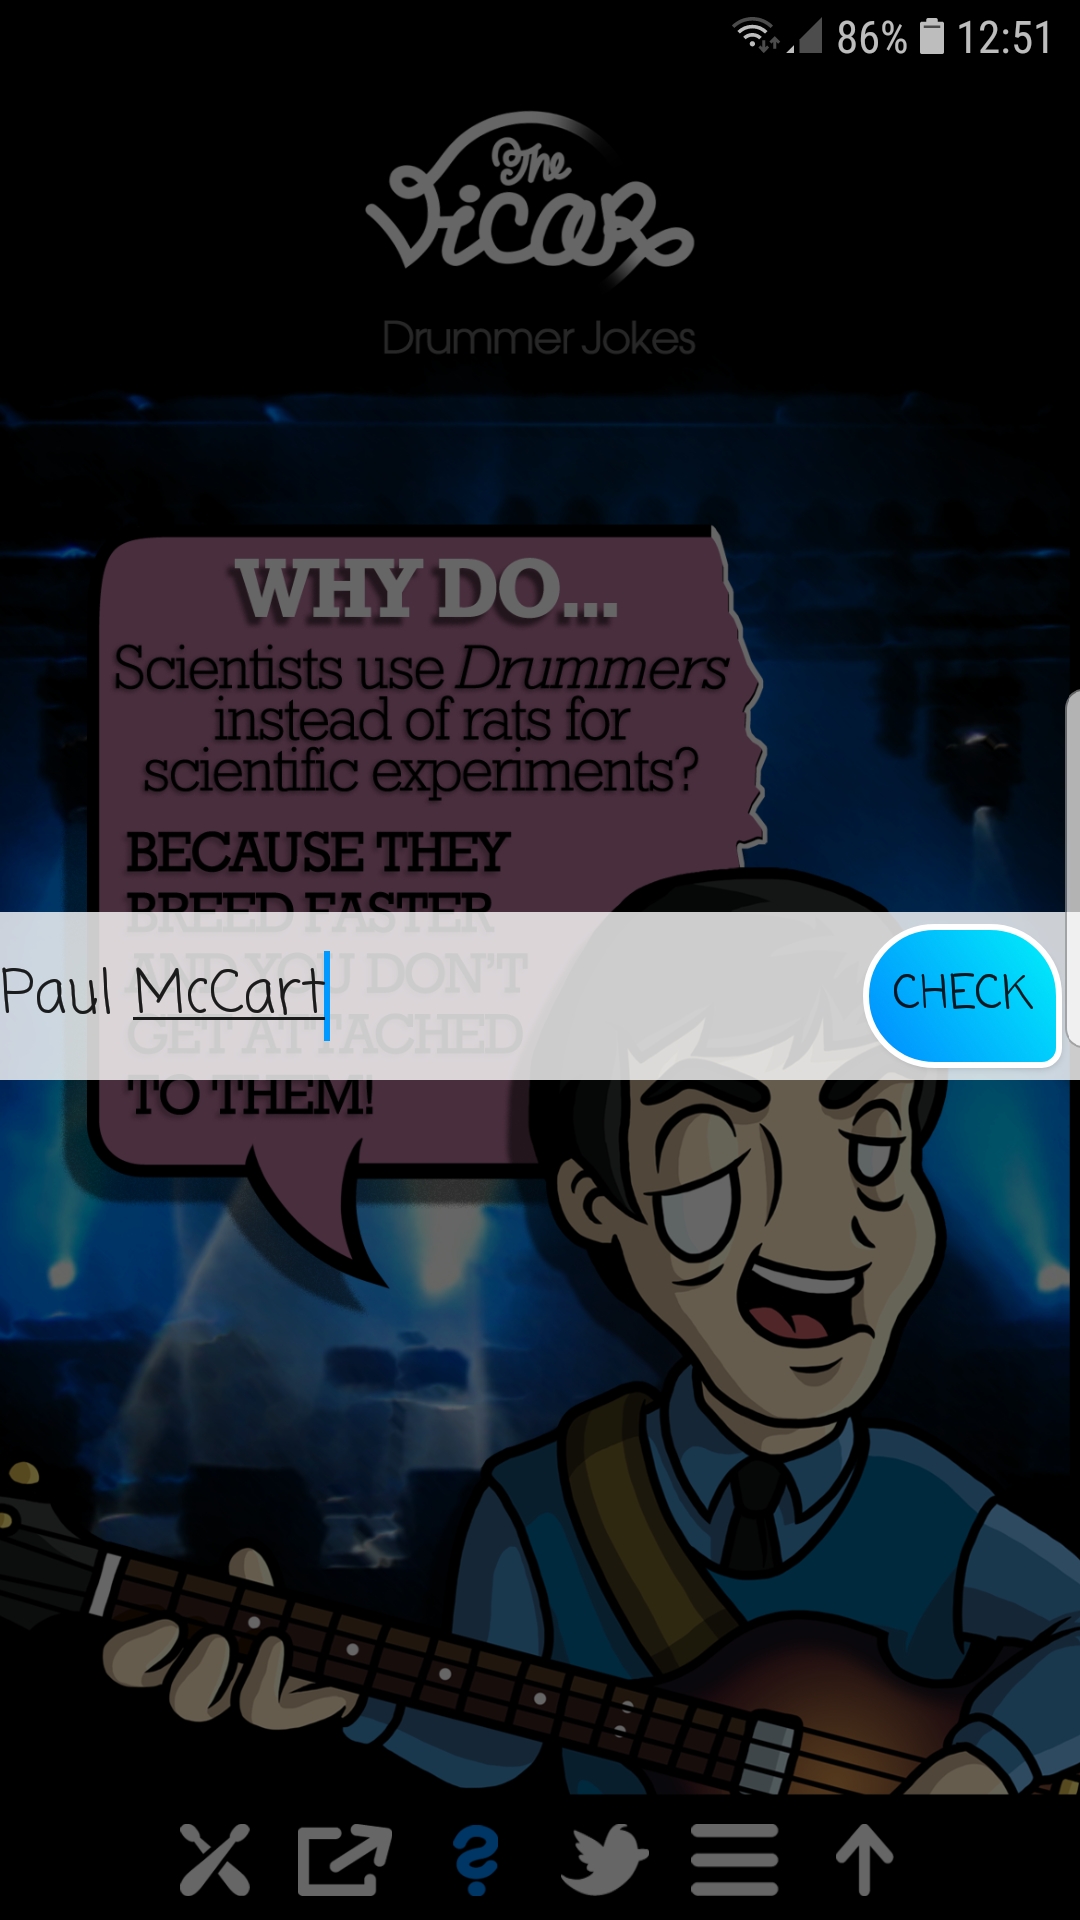 86% 12:51
The
Vicar
Drummer Jokes
WHY DO...
Scientists use Drummers
instead of rats for
scientific experiments?
BECAUSE THEY
BREED FASTER
AND YOU DON'T
GET ATTACHED
TO THEM!
Paul McCart
CHECK